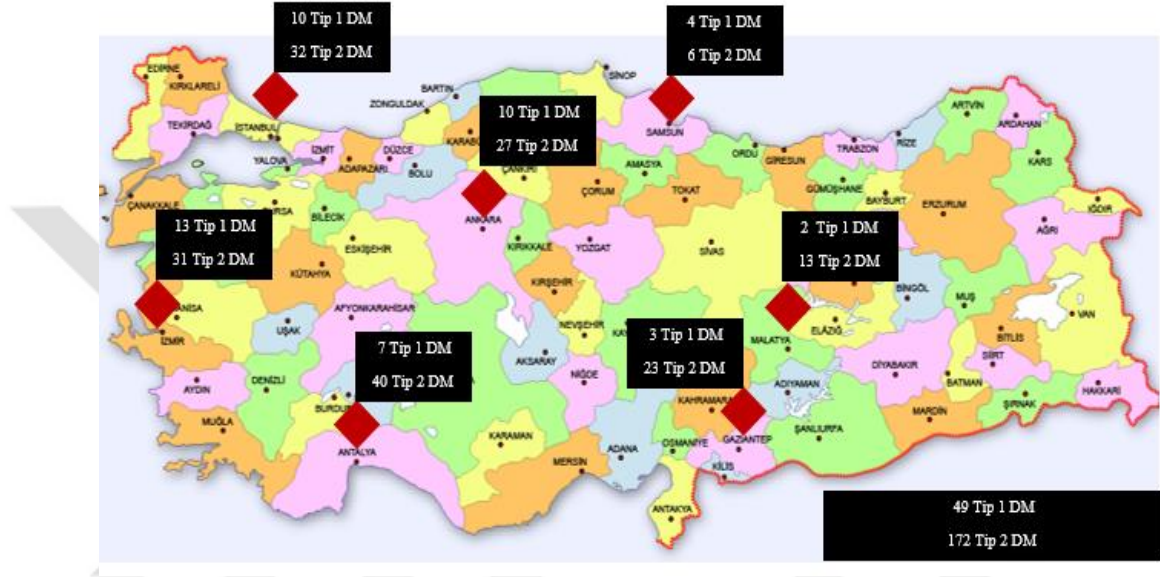 10 Tip 1 DM
32 Tip 2 DM
4 Tip 1 DM
6 Tip 2 DM
EDİRNE
KIRKLARELİ
TEKİRDAĞ
İSTANBUL
YALOVA
İZMİT
ADAPAZARI
DÜZCE
BOLU
ZONGULDAK
BARTIN
SİNOP
SAMSUN
10 Tip 1 DM
27 Tip 2 DM
ÇANKIRI
ANKARA
KIRIKKALE
ÇORUM
AMASYA
TOKAT
ORDU
GİRESUN
GÜMÜŞHANE
TRABZON
BAYBURT
RİZE
ARTVİN
ARDAHAN
KARS
IĞDIR
AĞRI
ERZURUM
ÇANAKKALE
13 Tip 1 DM
31 Tip 2 DM
BİLECİK
ESKİŞEHİR
KÜTAHYA
AFYONKARAHİSAR
UŞAK
İZMİR
AYDIN
DENİZLİ
MUĞLA
7 Tip 1 DM
40 Tip 2 DM
ANTALYA
YOZGAT
KIRŞEHİR
NEVŞEHİR
AKSARAY
NİĞDE
KARAMAN
MERSİN
ADANA
SİVAS
2 Tip 1 DM
13 Tip 2 DM
3 Tip 1 DM
23 Tip 2 DM
MALATYA
ELAZIĞ
BİNGÖL
MUŞ
BİTLİS
VAN
SİİRT
BATMAN
DİYABAKIR
ADIYAMAN
OSMANİYE
GAZİANTEP
KİLİS
ŞANLIURFA
MARDİN
ŞIRNAK
HAKKARİ
ANTAKYA
49 Tip 1 DM
172 Tip 2 DM